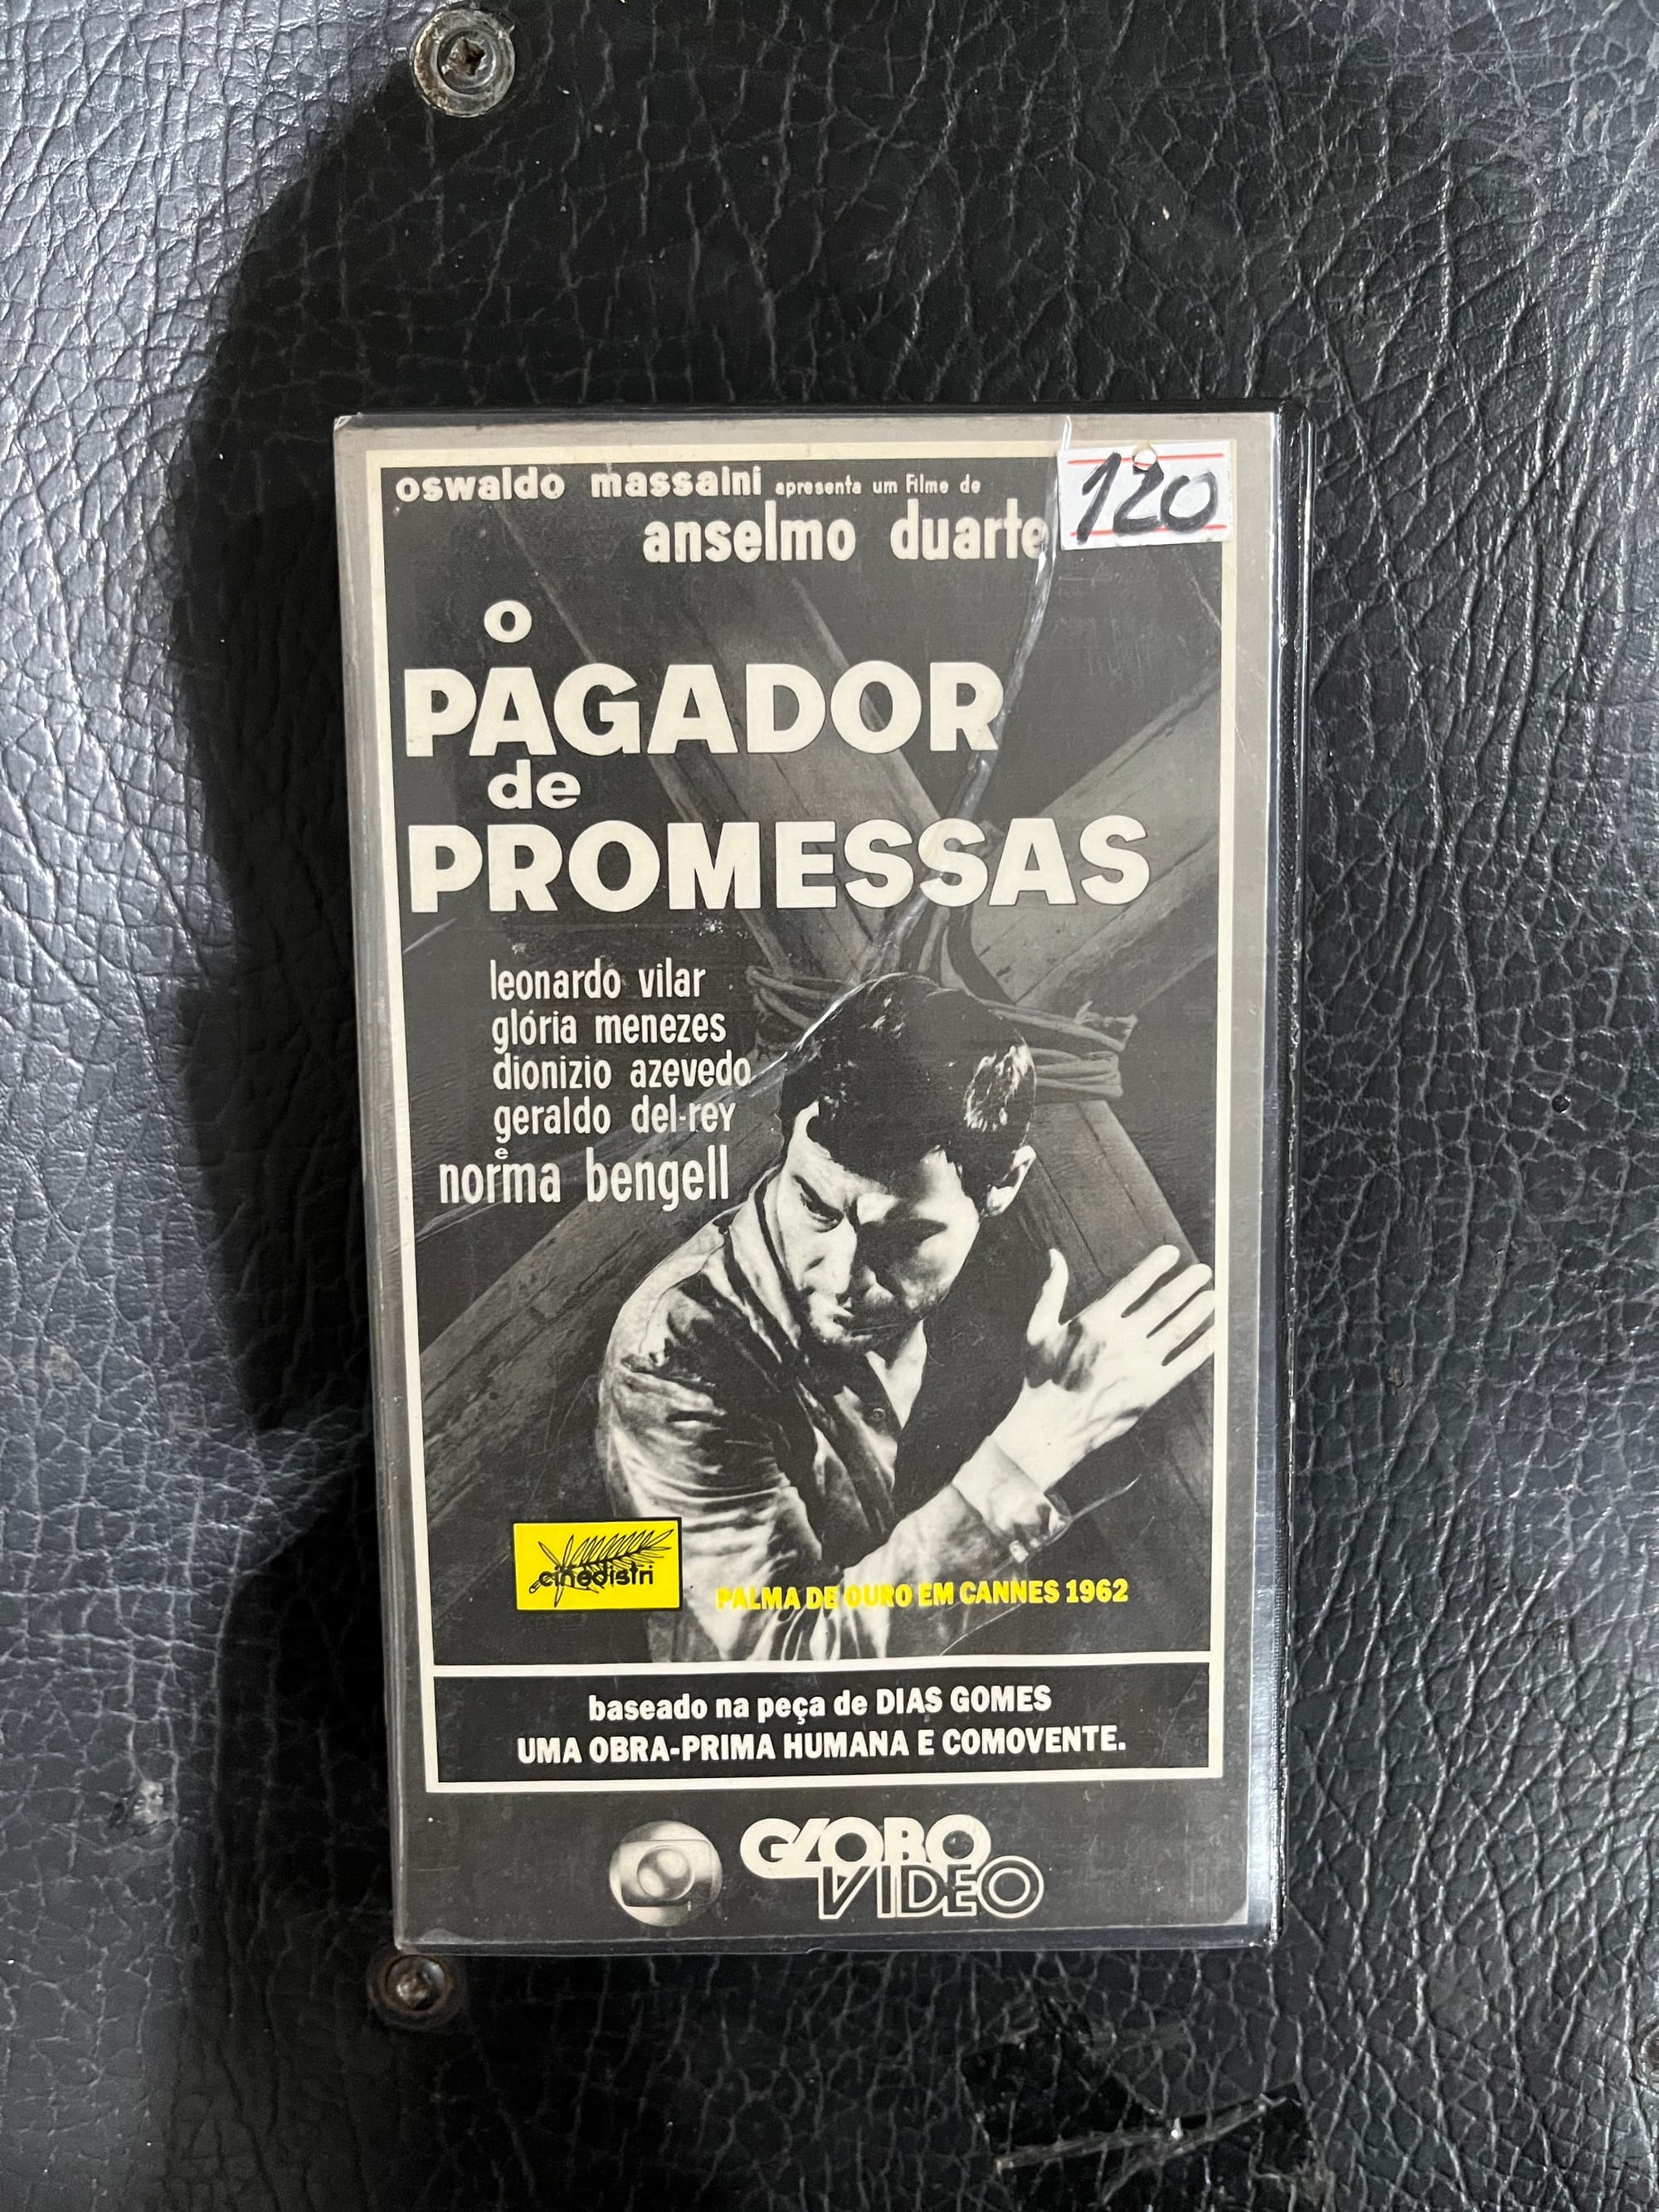 oswaldo massaini apresenta um Filme de
anselmo duarte
120
o
PAGADOR
de
PROMESSAS
leonardo vilar
glória menezes
dionizio azevedo
geraldo del-rey
e
norma bengell
cinedistri
PALMA DE OURO EM CANNES 1962
baseado na peça de DIAS GOMES
UMA OBRA-PRIMA HUMANA E COMOVENTE.
GLOBO
VIDEO